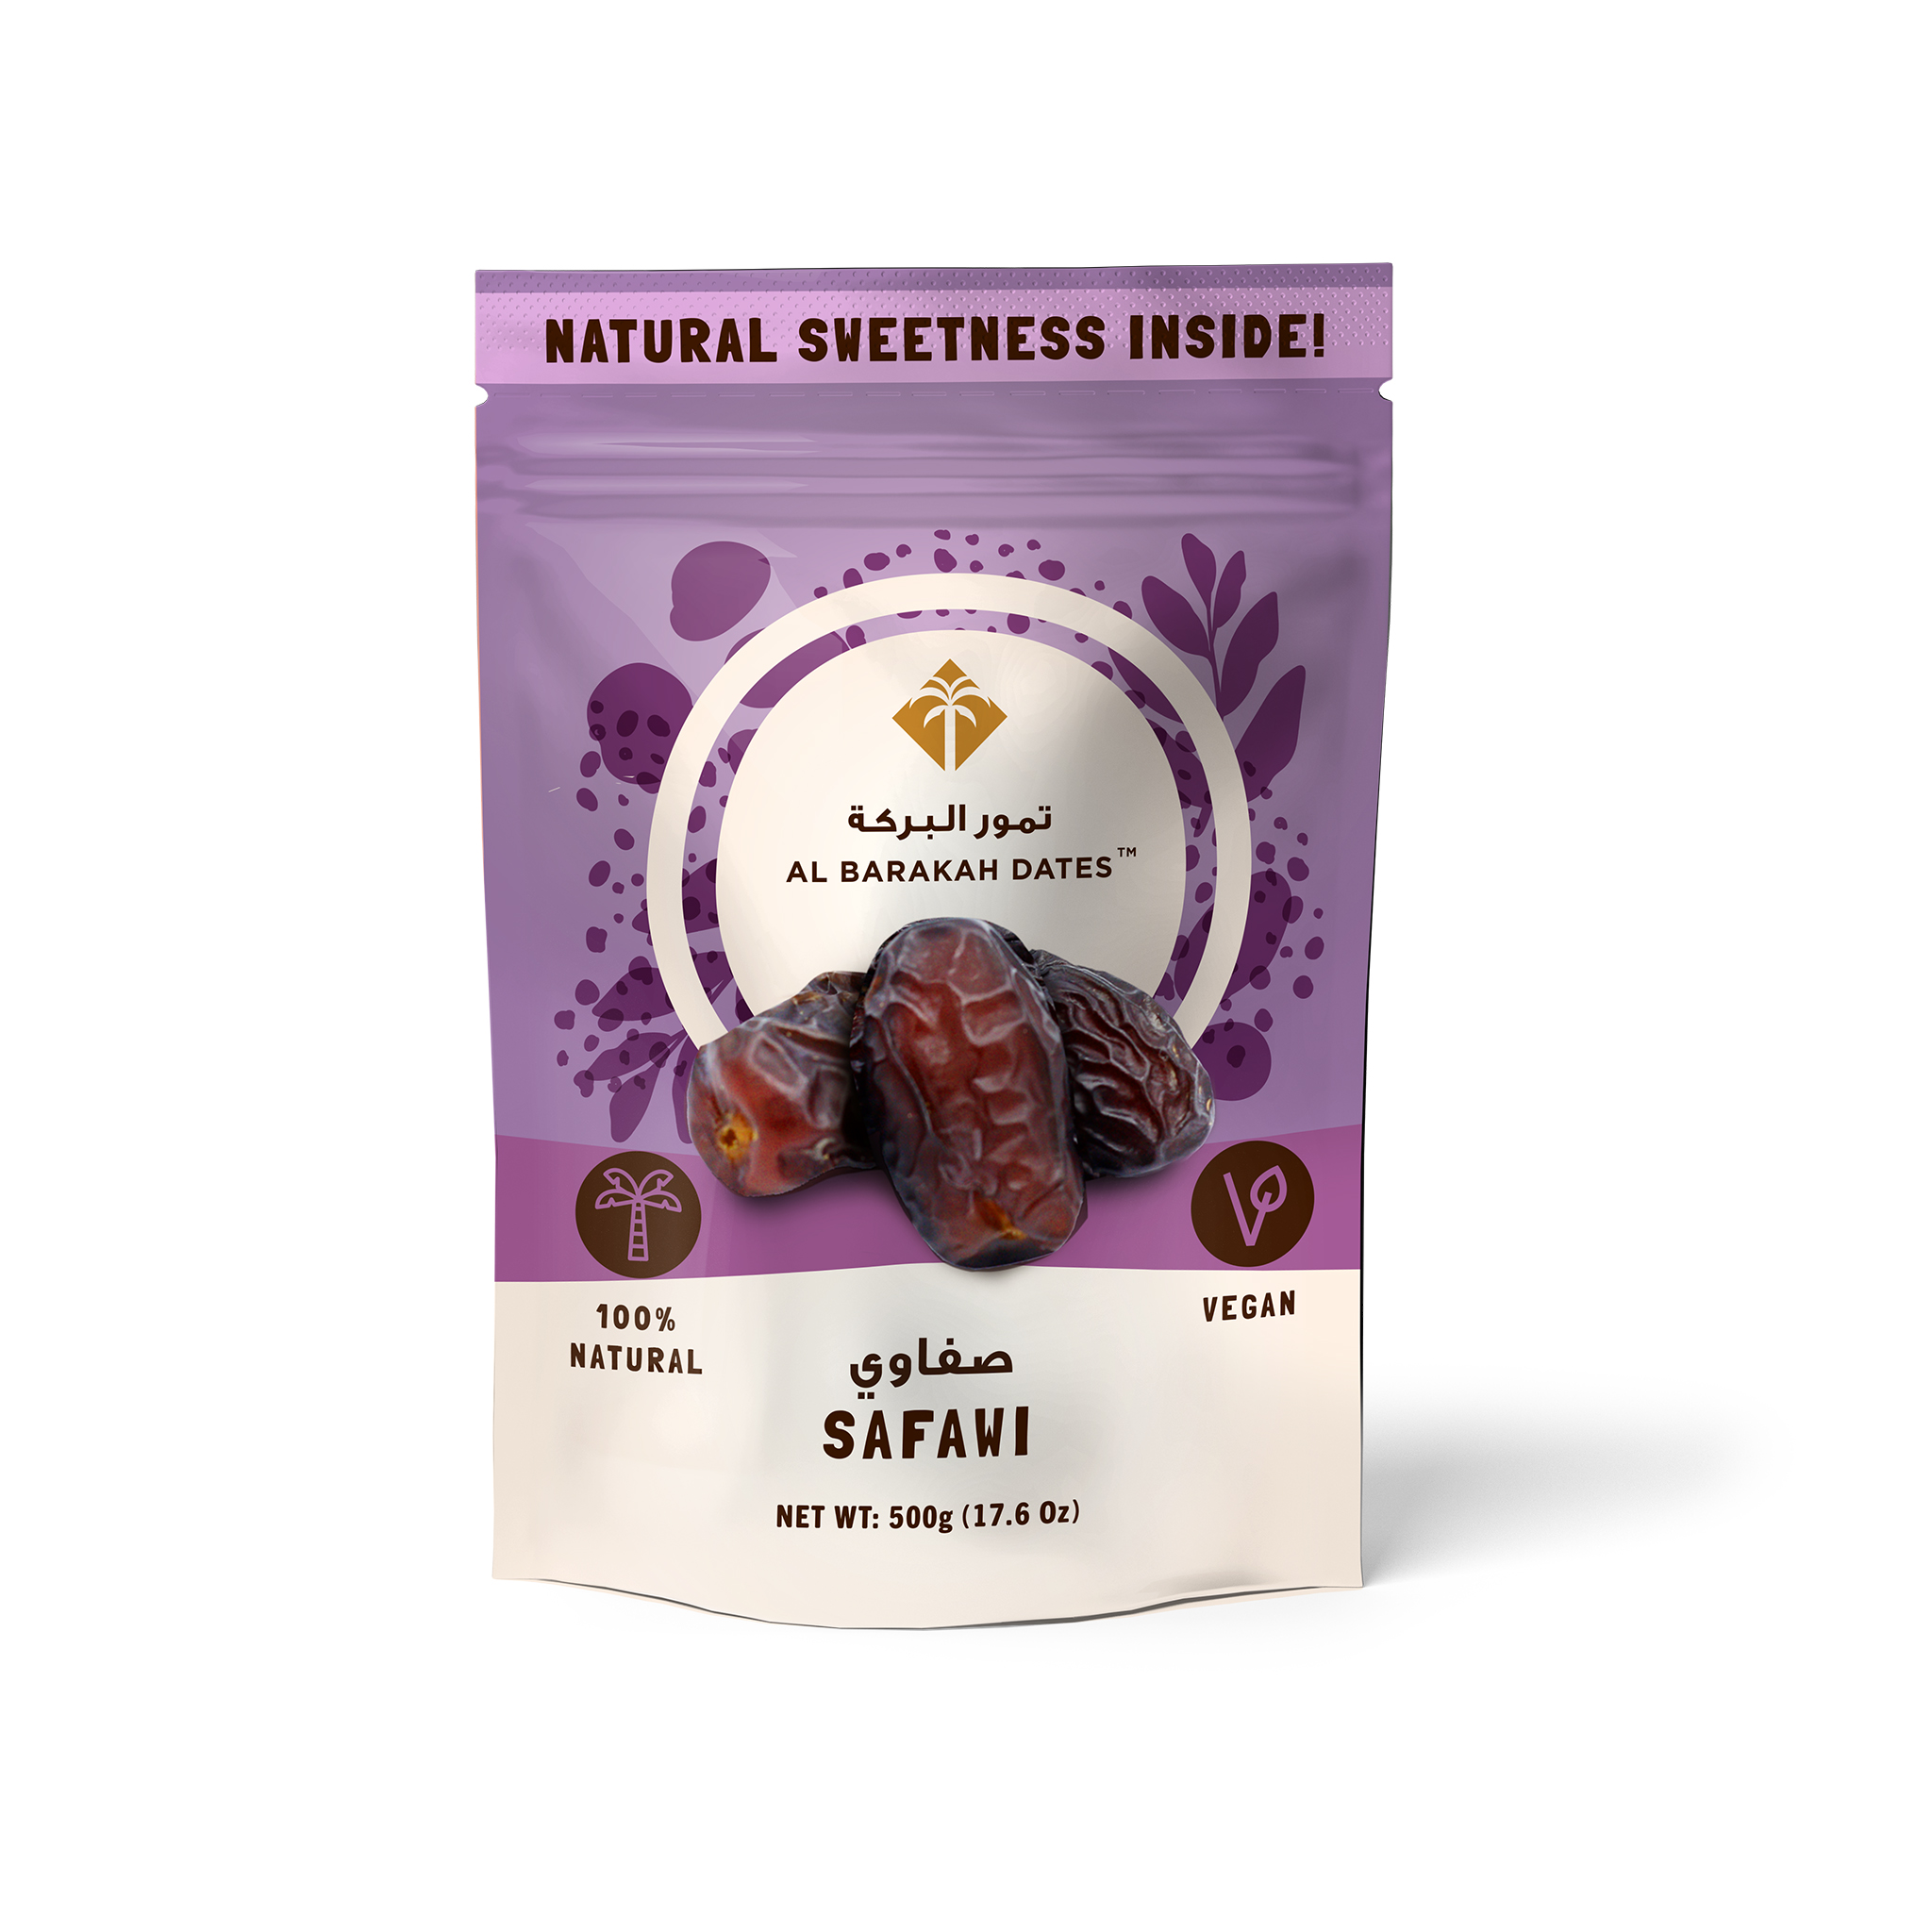 NATURAL SWEETNESS INSIDE!
تمور البركة
AL BARAKAH DATES™
100%
NATURAL
VEGAN
صفاوي
SAFAWI
NET WT: 500g (17.6 Oz)